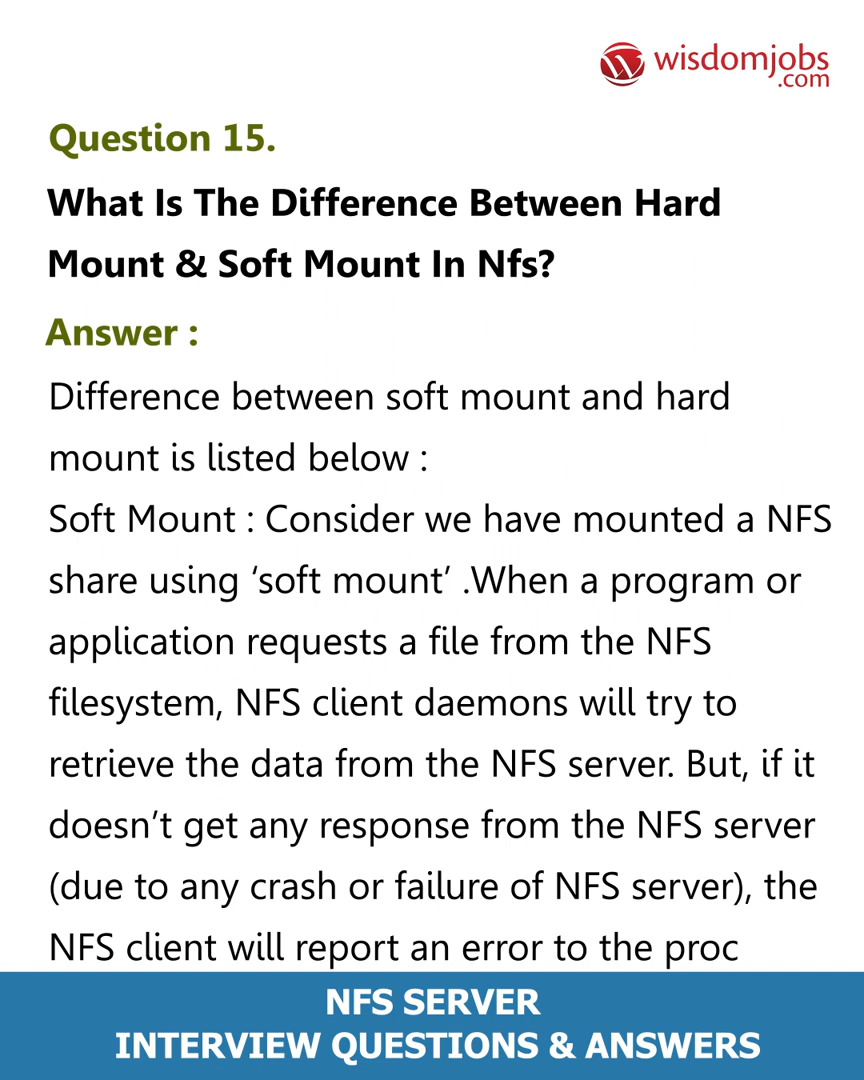 wisdomjobs
.com
Question 15.
What Is The Difference Between Hard
Mount & Soft Mount In Nfs?
Answer :
Difference between soft mount and hard
mount is listed below :
Soft Mount : Consider we have mounted a NFS
share using ‘soft mount’ .When a program or
application requests a file from the NFS
filesystem, NFS client daemons will try to
retrieve the data from the NFS server. But, if it
doesn’t get any response from the NFS server
(due to any crash or failure of NFS server), the
NFS client will report an error to the proc
NFS SERVER
INTERVIEW QUESTIONS & ANSWERS